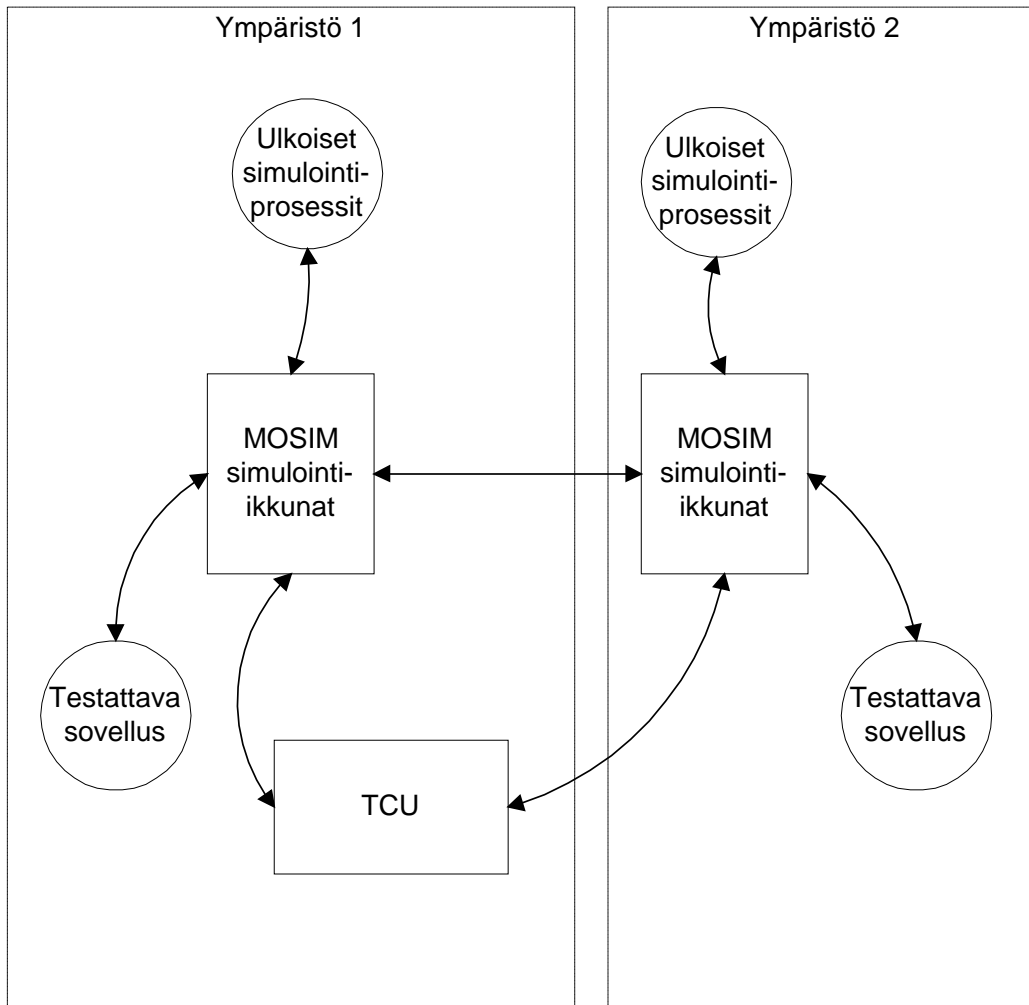 Ympäristö 1
Ympäristö 2
Ulkoiset
simulointi-
prosessit
Ulkoiset
simulointi-
prosessit
MOSIM
simulointi-
ikkunat
MOSIM
simulointi-
ikkunat
Testattava
sovellus
Testattava
sovellus
TCU